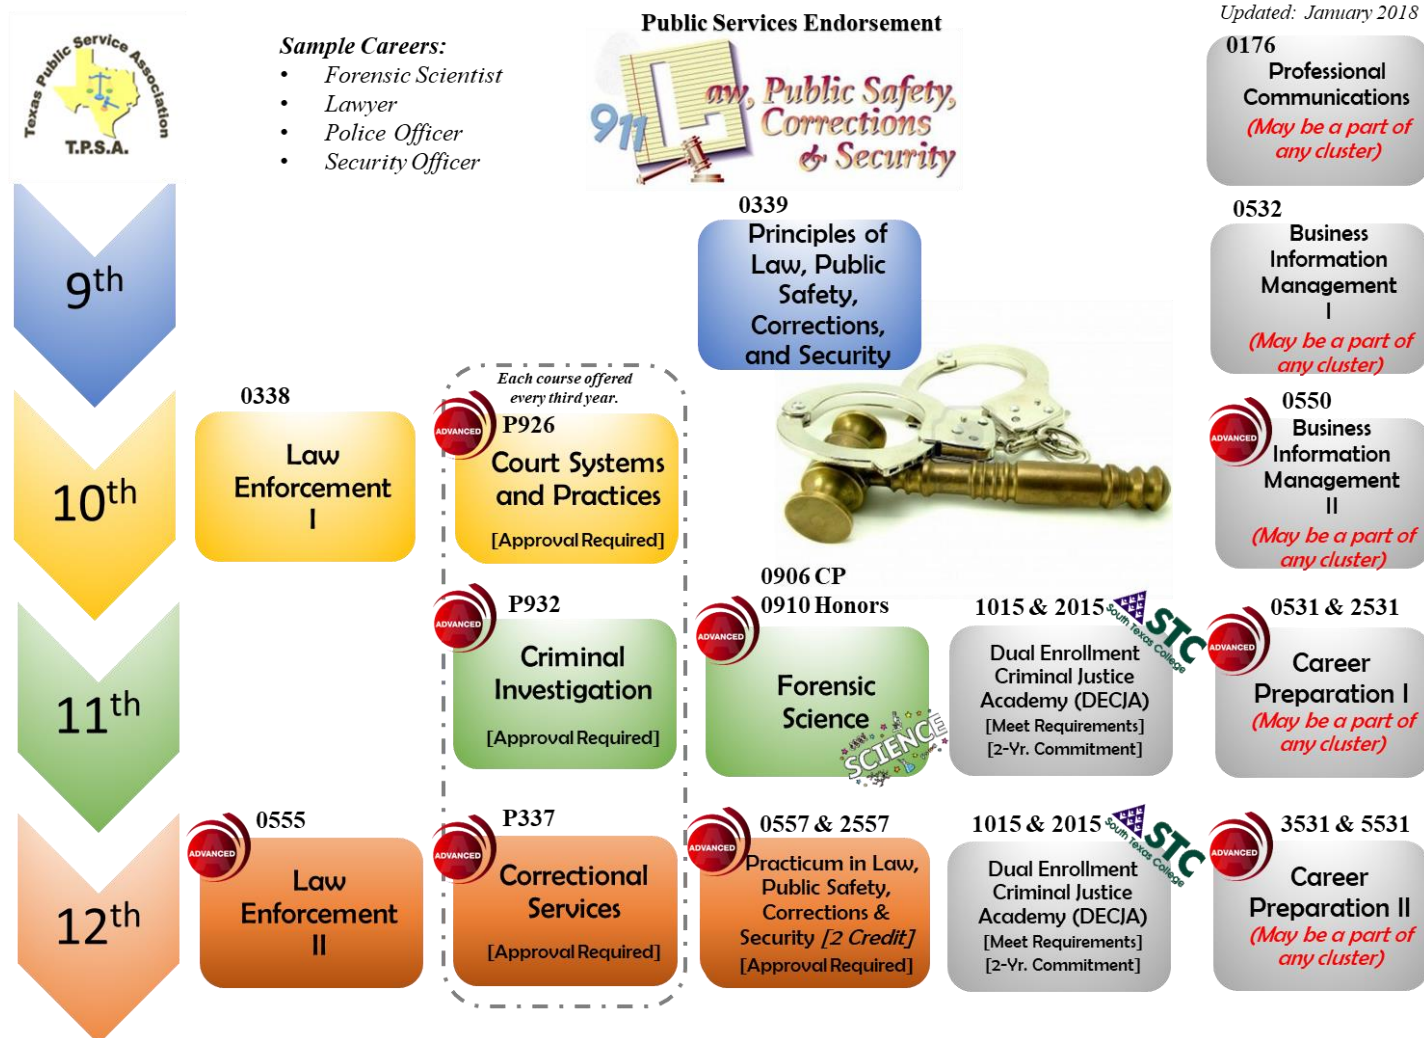 Texas Public Service Association
T.P.S.A.
Sample Careers:
• Forensic Scientist
• Lawyer
• Police Officer
• Security Officer
Public Services Endorsement
911
Law, Public Safety,
Corrections
& Security
Updated: January 2018
0176
Professional
Communications
(May be a part of
any cluster)
9th
0339
Principles of
Law, Public
Safety,
Corrections,
and Security
0532
Business
Information
Management
I
(May be a part of
any cluster)
10th
0338
Law
Enforcement
I
Each course offered
every third year.
ADVANCED
P926
Court Systems
and Practices
[Approval Required]
ADVANCED
0550
Business
Information
Management
II
(May be a part of
any cluster)
11th
ADVANCED
P932
Criminal
Investigation
[Approval Required]
0906 CP
0910 Honors
ADVANCED
Forensic
Science
SCIENCE
1015 & 2015
STC
South Texas College
Dual Enrollment
Criminal Justice
Academy (DECJA)
[Meet Requirements]
[2-Yr. Commitment]
0531 & 2531
ADVANCED
Career
Preparation I
(May be a part of
any cluster)
12th
0555
ADVANCED
Law
Enforcement
II
P337
ADVANCED
Correctional
Services
[Approval Required]
0557 & 2557
ADVANCED
Practicum in Law,
Public Safety,
Corrections &
Security [2 Credit]
[Approval Required]
1015 & 2015
STC
South Texas College
Dual Enrollment
Criminal Justice
Academy (DECJA)
[Meet Requirements]
[2-Yr. Commitment]
3531 & 5531
ADVANCED
Career
Preparation II
(May be a part of
any cluster)